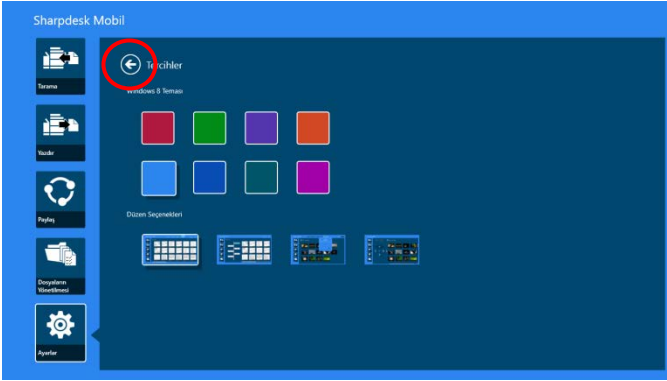 Sharpdesk Mobil
Tarama
Yazdır
Paylaş
Dosyaların
Yönetilmesi
Ayarlar
Tercihler
Windows 8 Teması
Düzen Seçenekleri